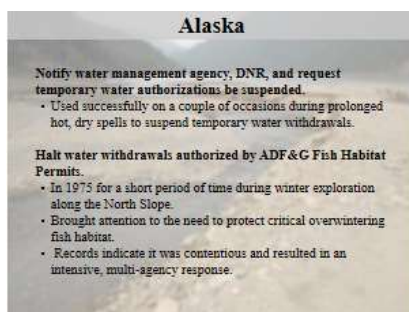 Alaska
Notify water management agency, DNR, and request
temporary water authorizations be suspended.
• Used successfully on a couple of occasions during prolonged
hot, dry spells to suspend temporary water withdrawals.
Halt water withdrawals authorized by ADF&G Fish Habitat
Permits.
• In 1975 for a short period of time during winter exploration
along the North Slope.
• Brought attention to the need to protect critical overwintering
fish habitat.
• Records indicate it was contentious and resulted in an
intensive, multi-agency response.